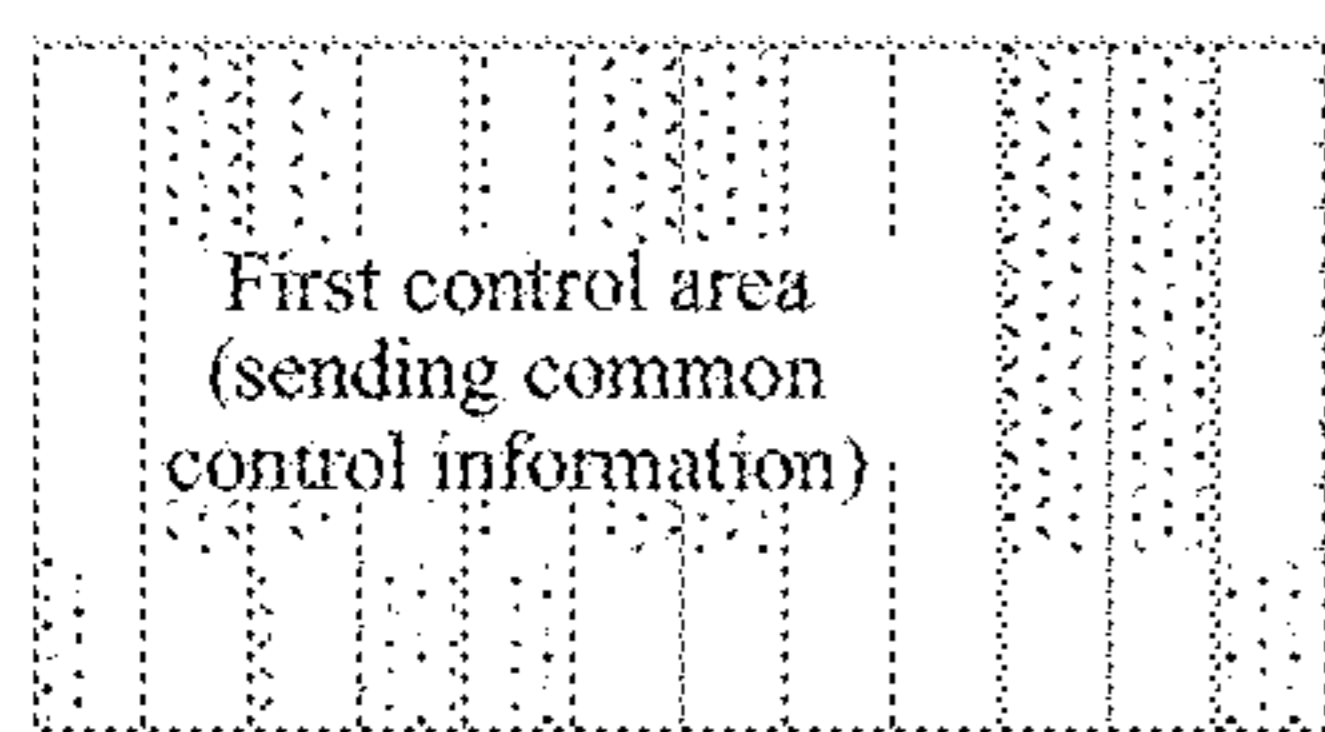 First control area
(sending common
control information)